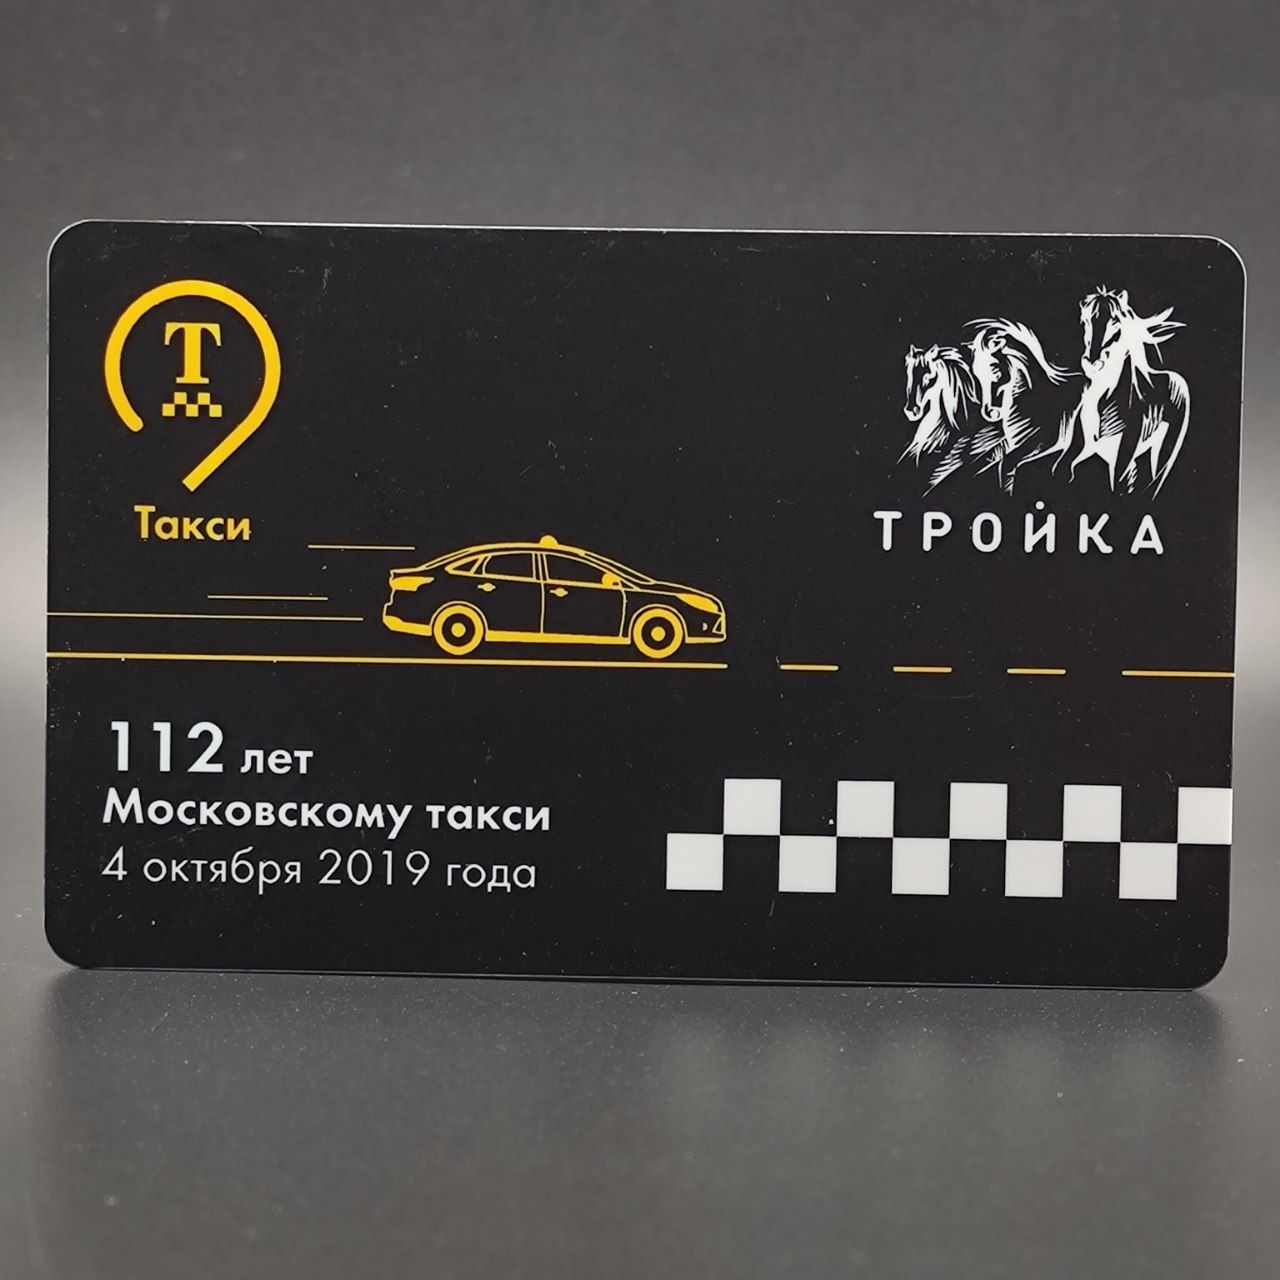 Т
Такси
ТРОЙКА
112 лет
Московскому такси
4 октября 2019 года